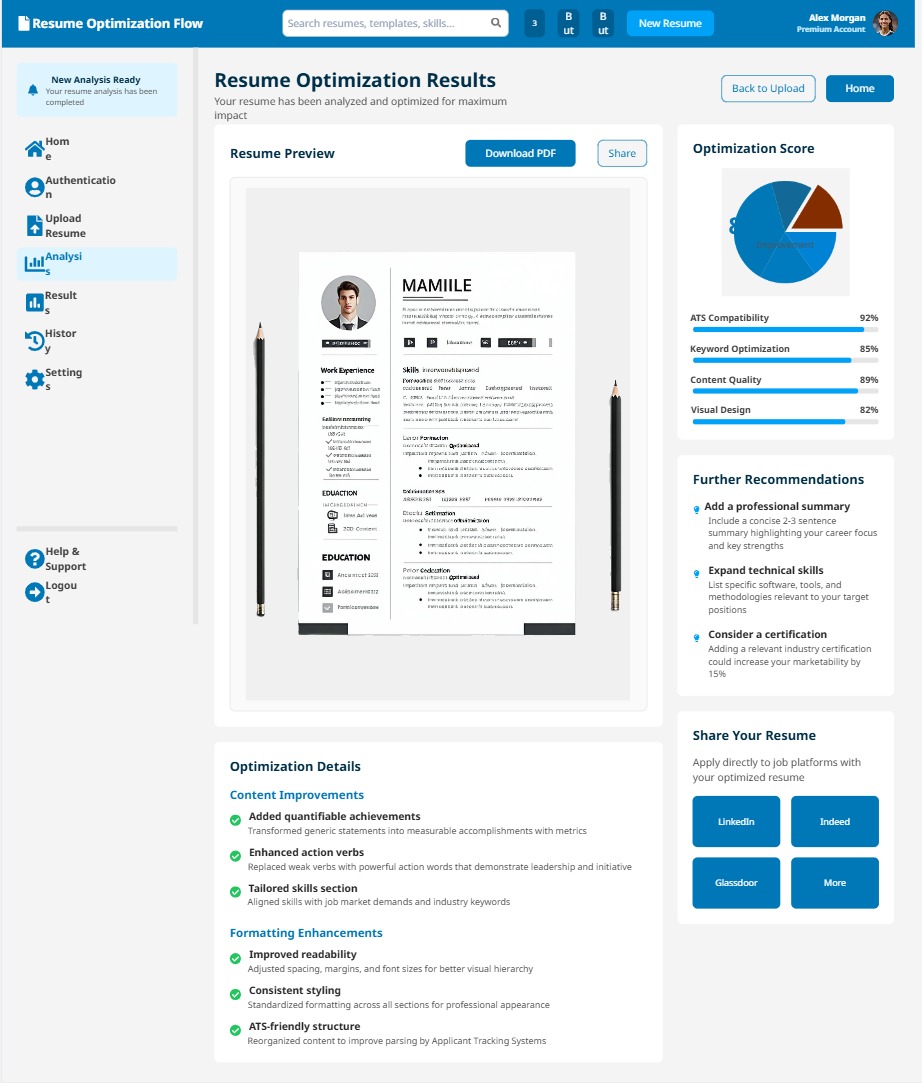 Resume Optimization Flow
Search resumes, templates, skills...
3
B
ut
B
ut
New Resume
Alex Morgan
Premium Account
New Analysis Ready
Your resume analysis has been
completed
Hom
e
Authenticatio
n
Upload
Resume
Analysi
s
Result
s
Histor
y
Setting
s
Help &
Support
Logou
t
Resume Optimization Results
Your resume has been analyzed and optimized for maximum
impact
Back to Upload
Home
Resume Preview
Download PDF
Share
MAMIILE
Work Experience
Skills
EDUACTION
EDUCATION
Optimization Details
Content Improvements
Added quantifiable achievements
Transformed generic statements into measurable accomplishments with metrics
Enhanced action verbs
Replaced weak verbs with powerful action words that demonstrate leadership and initiative
Tailored skills section
Aligned skills with job market demands and industry keywords
Formatting Enhancements
Improved readability
Adjusted spacing, margins, and font sizes for better visual hierarchy
Consistent styling
Standardized formatting across all sections for professional appearance
ATS-friendly structure
Reorganized content to improve parsing by Applicant Tracking Systems
Optimization Score
Improvement
ATS Compatibility 92%
Keyword Optimization 85%
Content Quality 89%
Visual Design 82%
Further Recommendations
Add a professional summary
Include a concise 2-3 sentence
summary highlighting your career focus
and key strengths
Expand technical skills
List specific software, tools, and
methodologies relevant to your target
positions
Consider a certification
Adding a relevant industry certification
could increase your marketability by
15%
Share Your Resume
Apply directly to job platforms with
your optimized resume
LinkedIn
Indeed
Glassdoor
More